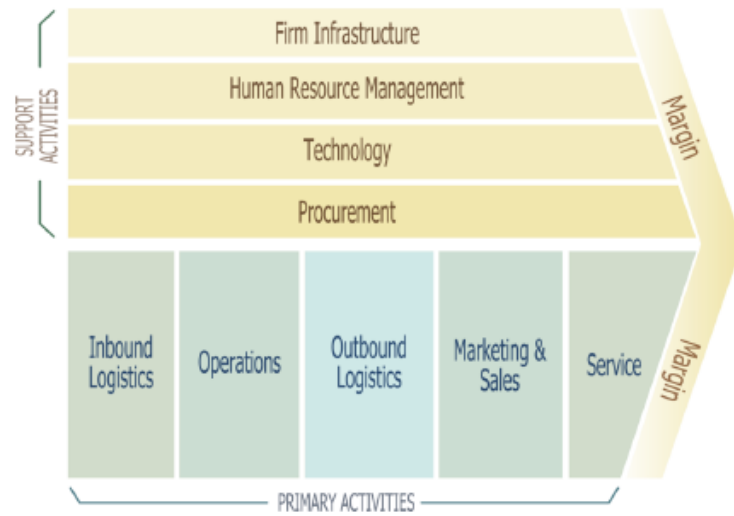 Firm Infrastructure
Human Resource Management
Technology
Procurement
SUPPORT
ACTIVITIES
Margin
Inbound
Logistics
Operations
Outbound
Logistics
Marketing &
Sales
Service
Margin
PRIMARY ACTIVITIES